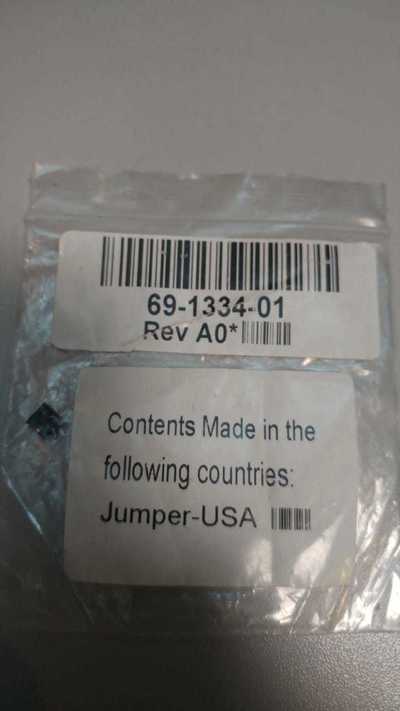 69-1334-01
Rev A0*
Contents Made in the
following countries:
Jumper-USA